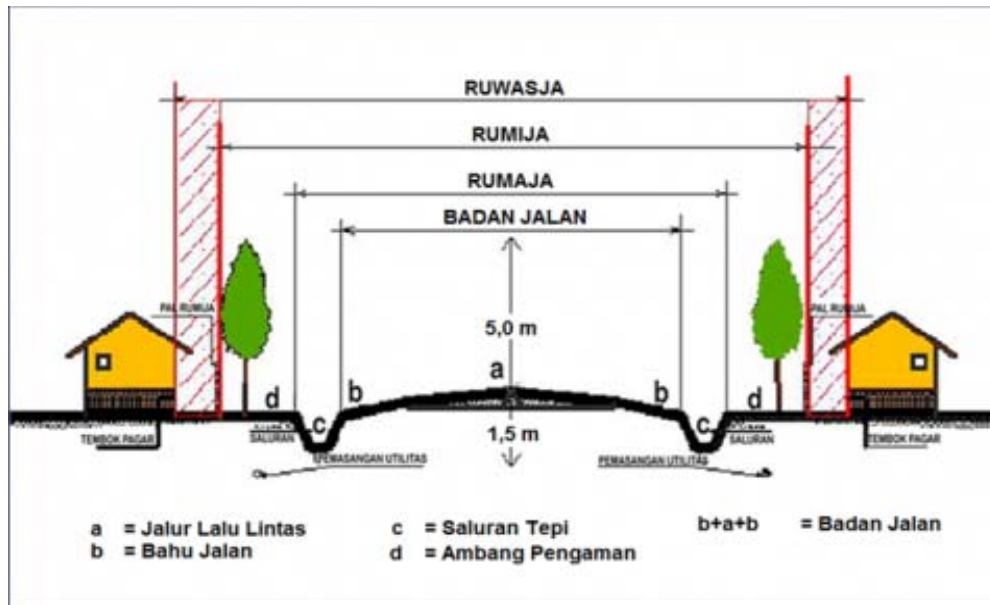 RUWASJA
RUMIJA
RUMAJA
BADAN JALAN
PAL RUMIJA
PAL RUMIJA
5,0 m
a
b
b
d
d
c
c
1,5 m
SALURAN
SALURAN
TEMBOK PAGAR
TEMBOK PAGAR
PEMASANGAN UTILITAS
PEMASANGAN UTILITAS
a = Jalur Lalu Lintas
b = Bahu Jalan
c = Saluran Tepi
d = Ambang Pengaman
b+a+b = Badan Jalan